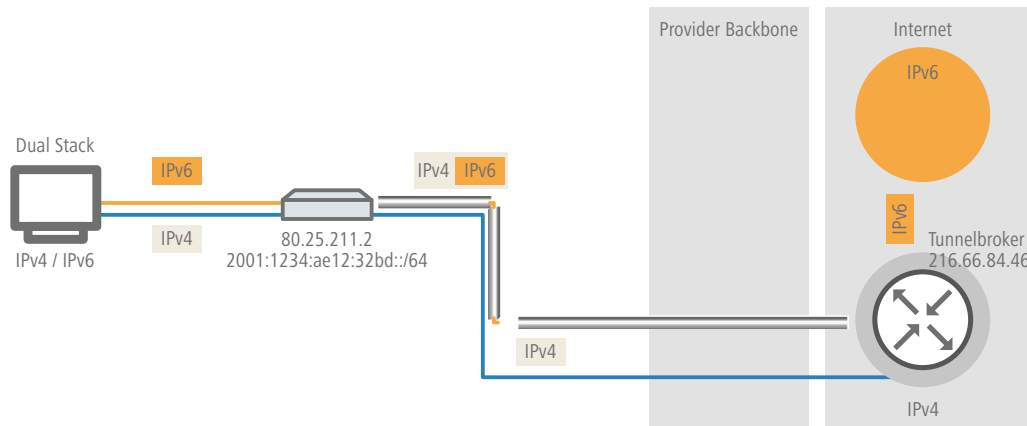 Provider Backbone
Internet
IPv6
Dual Stack
IPv6
IPv4 IPv6
IPv6
IPv4
Tunnelbroker
216.66.84.46
IPv4 / IPv6
80.25.211.2
2001:1234:ae12:32bd::/64
IPv4
IPv4